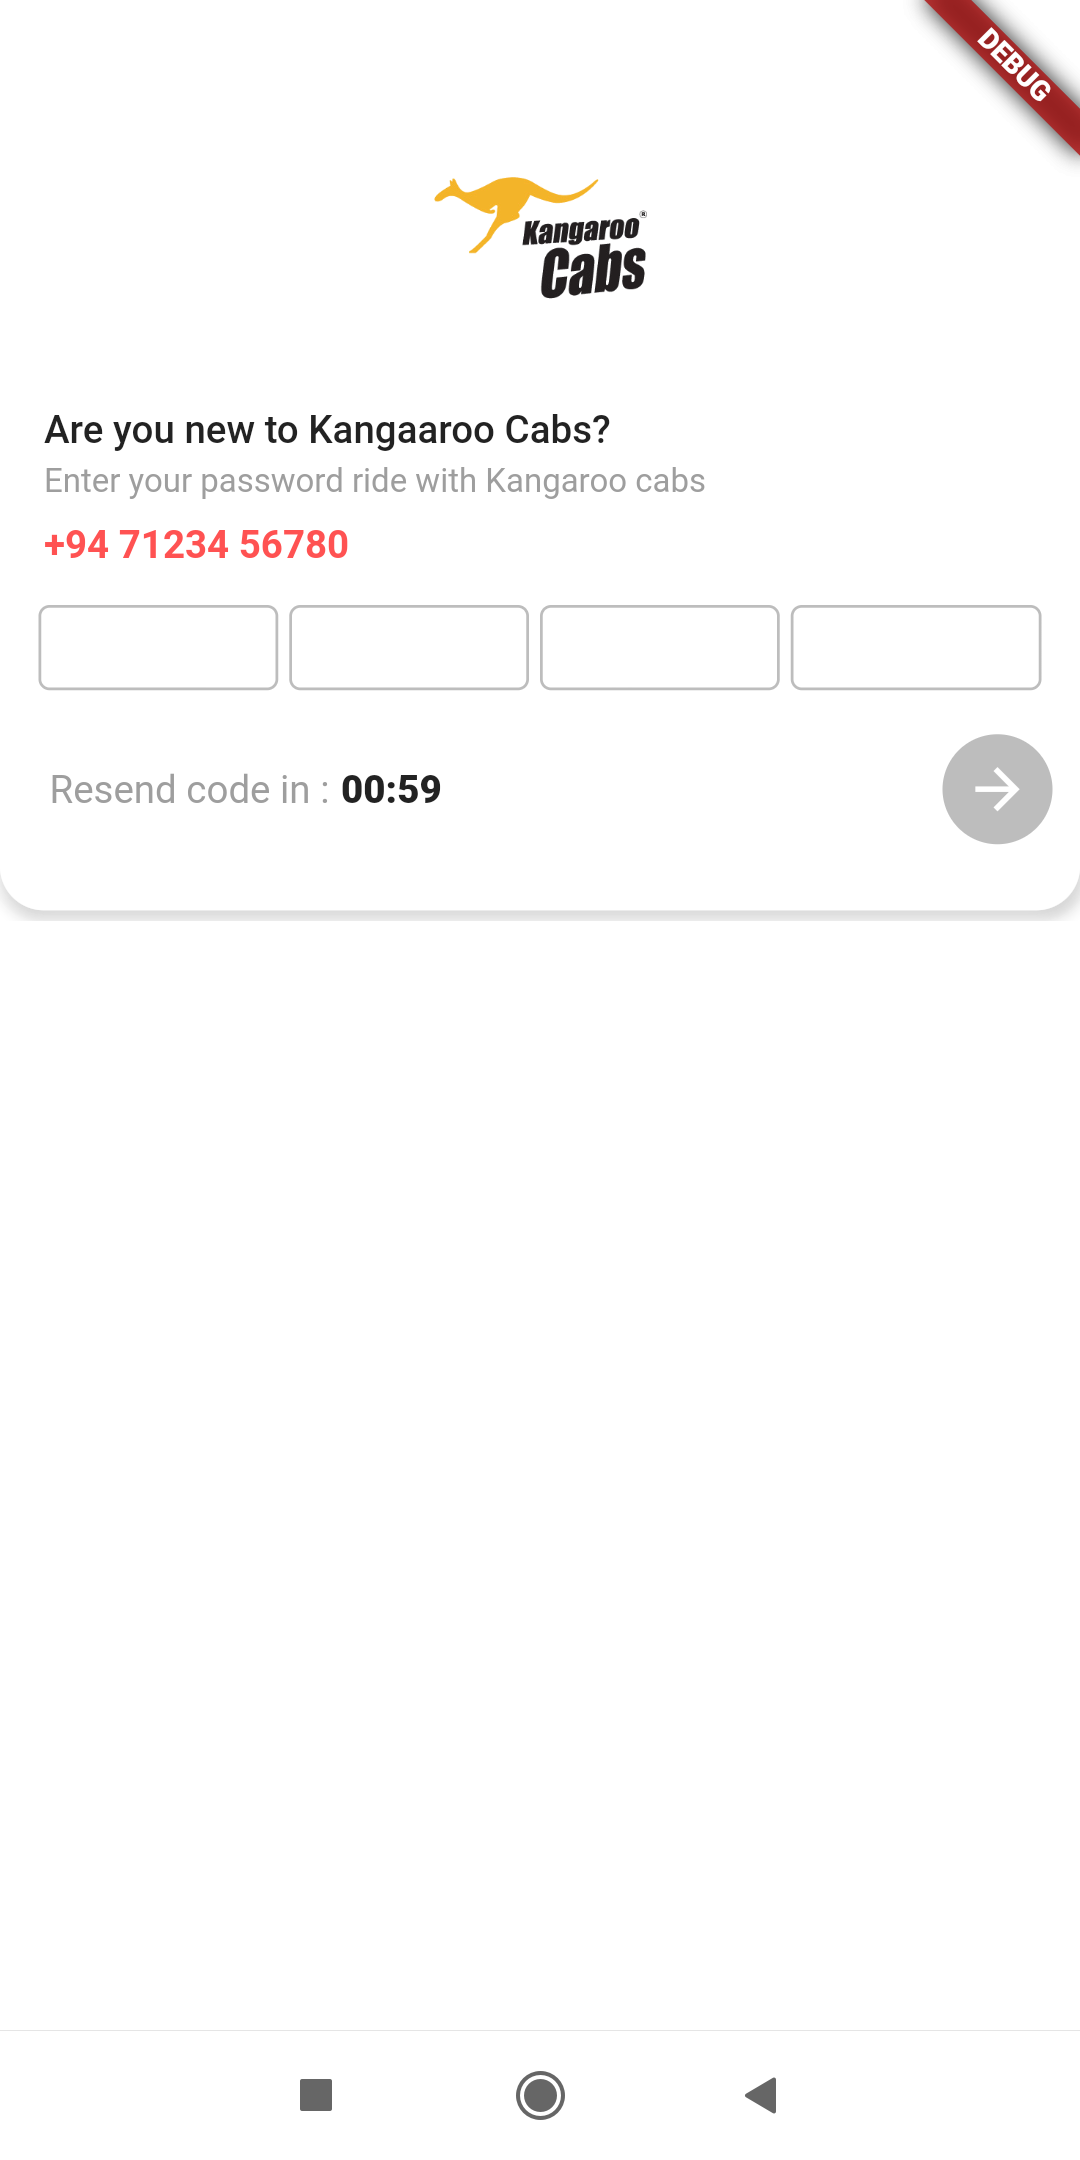 DEBUG
Kangaroo®
Cabs
Are you new to Kangaaroo Cabs?
Enter your password ride with Kangaroo cabs
+94 71234 56780
Resend code in : 00:59